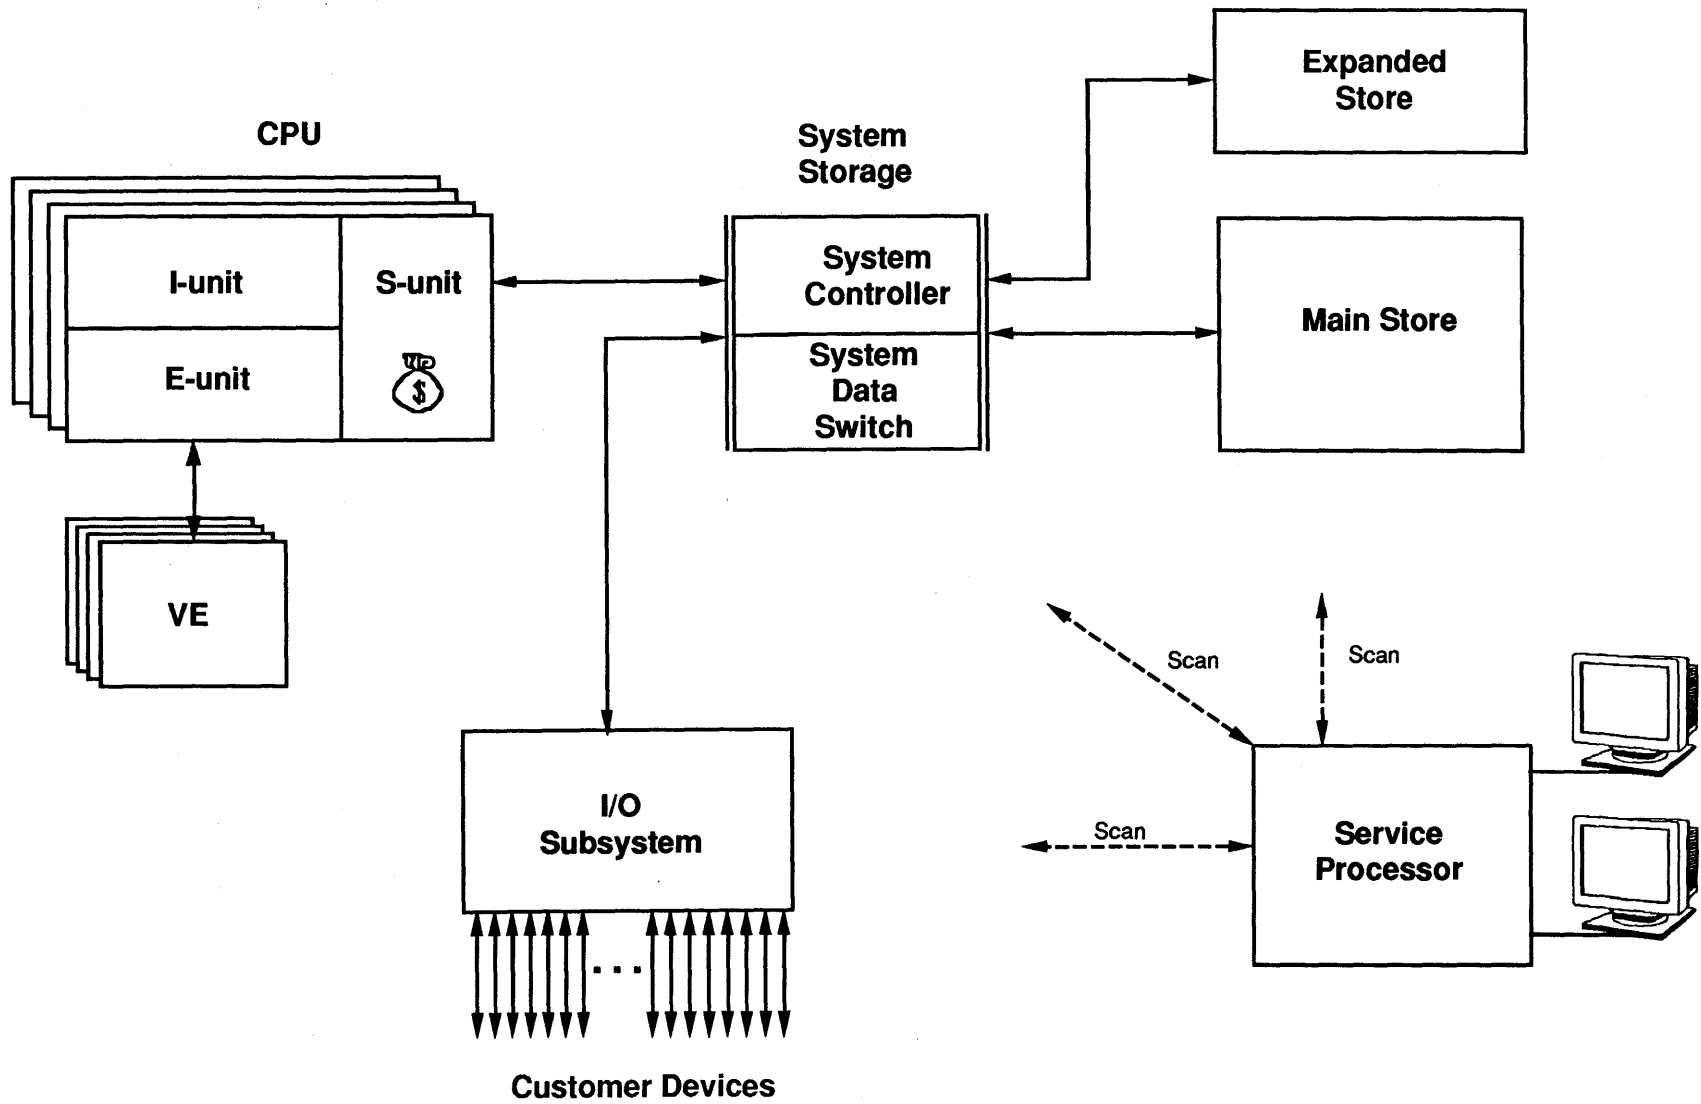 Expanded
Store
CPU
System
Storage
I-unit
S-unit
E-unit
$
System
Controller
System
Data
Switch
Main Store
VE
Scan
Scan
Scan
I/O
Subsystem
Service
Processor
. . .
Customer Devices